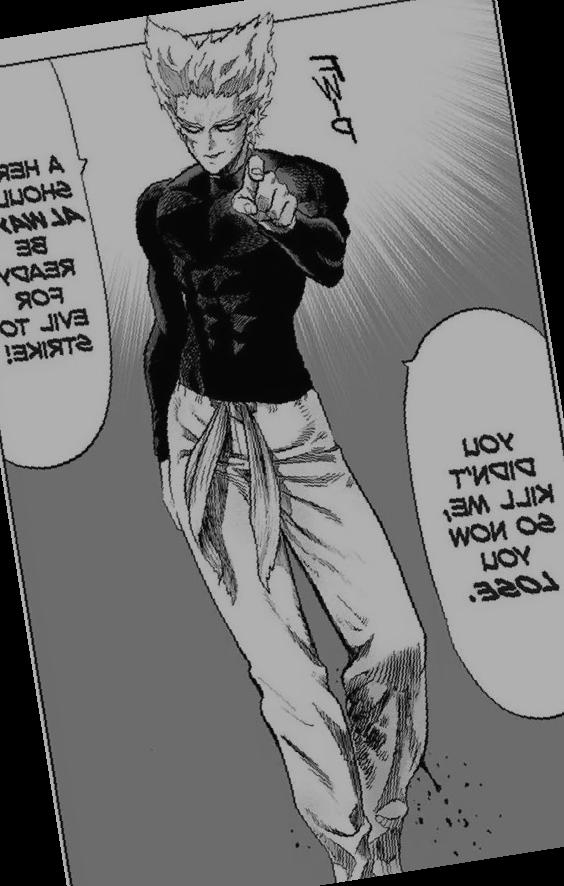 A HER
SHOUL
ALWAY
BE
READY
FOR
EVIL TO
STRIKE!
YOU
DIDN'T
KILL ME,
SO NOW
YOU
LOSE.